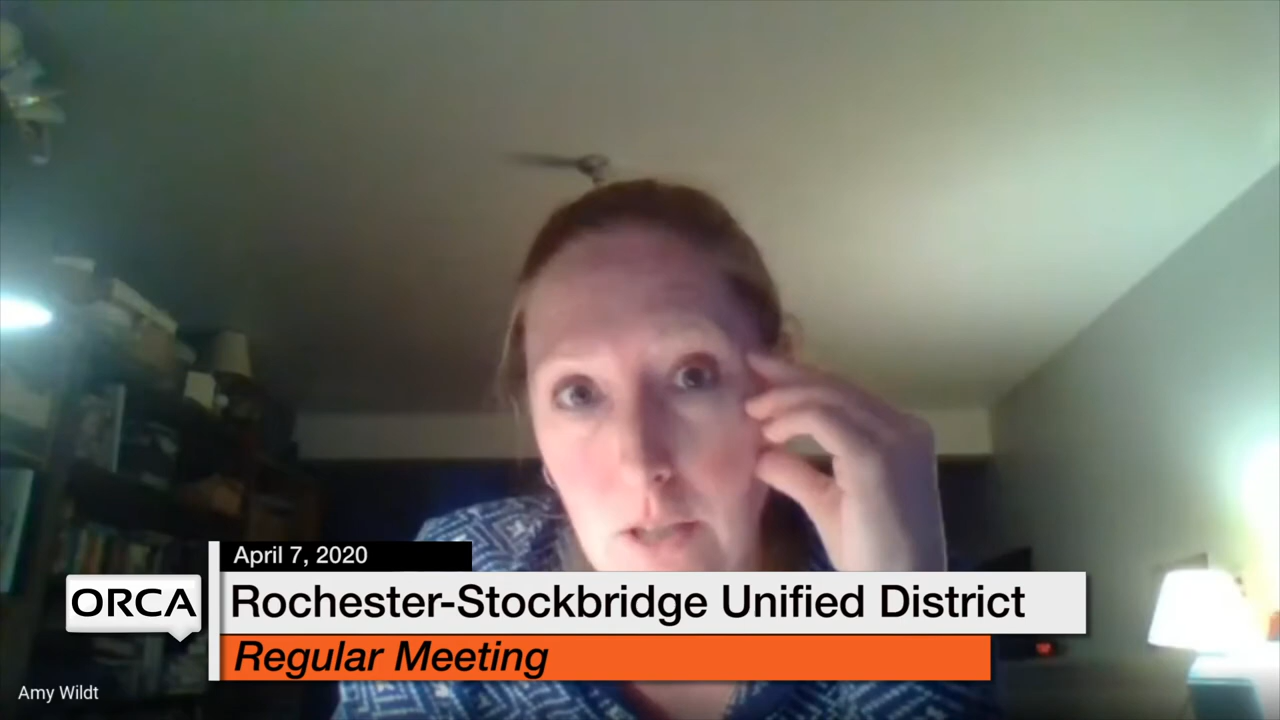 April 7, 2020
ORCA
Rochester-Stockbridge Unified District
Regular Meeting
Amy Wildt